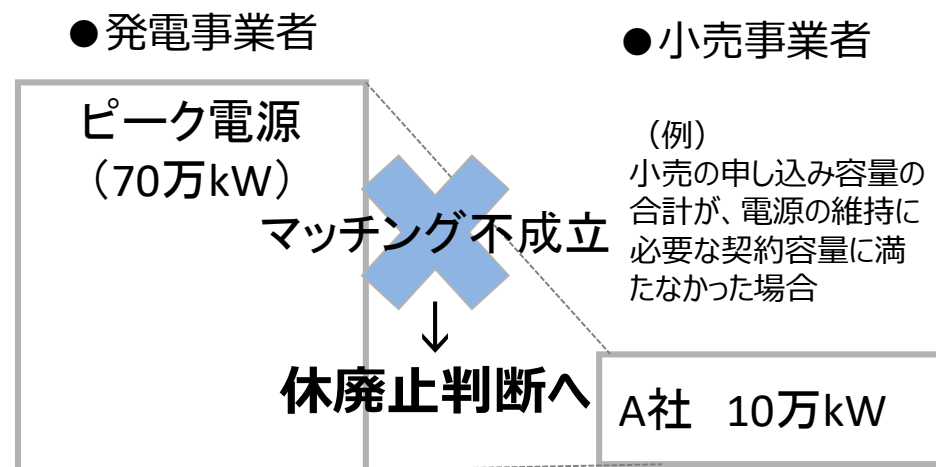 ●発電事業者
ピーク電源
（70万kW）
マッチング不成立
↓
休廃止判断へ
●小売事業者
（例）
小売の申し込み容量の
合計が、電源の維持に
必要な契約容量に満
たなかった場合
A社　10万kW